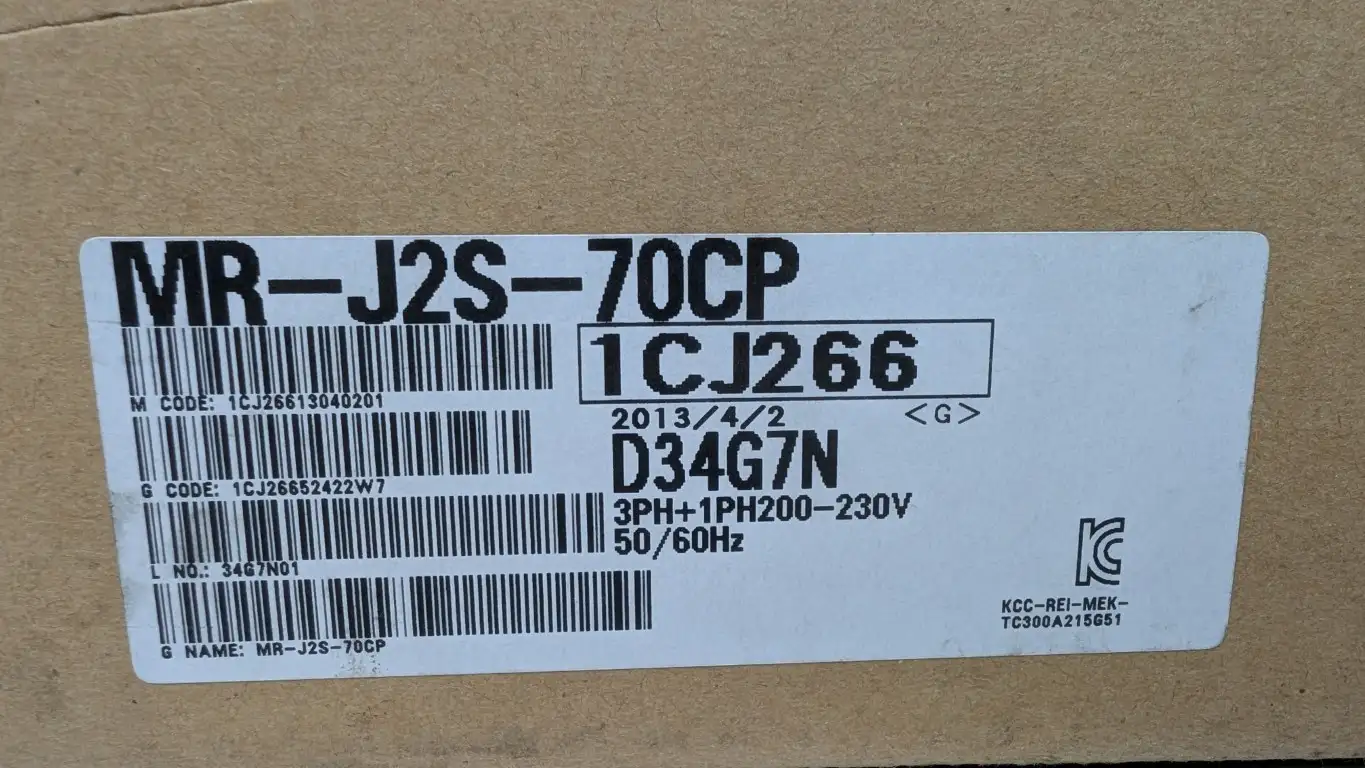 MR-J2S-70CP
1CJ266
M CODE: 1CJ26613040201
2013/4/2 <G>
D34G7N
G CODE: 1CJ26652422W7
3PH+1PH200-230V
50/60Hz
L NO.: 34G7N01
KC
KCC-REI-MEK-
TC300A215G51
G NAME: MR-J2S-70CP